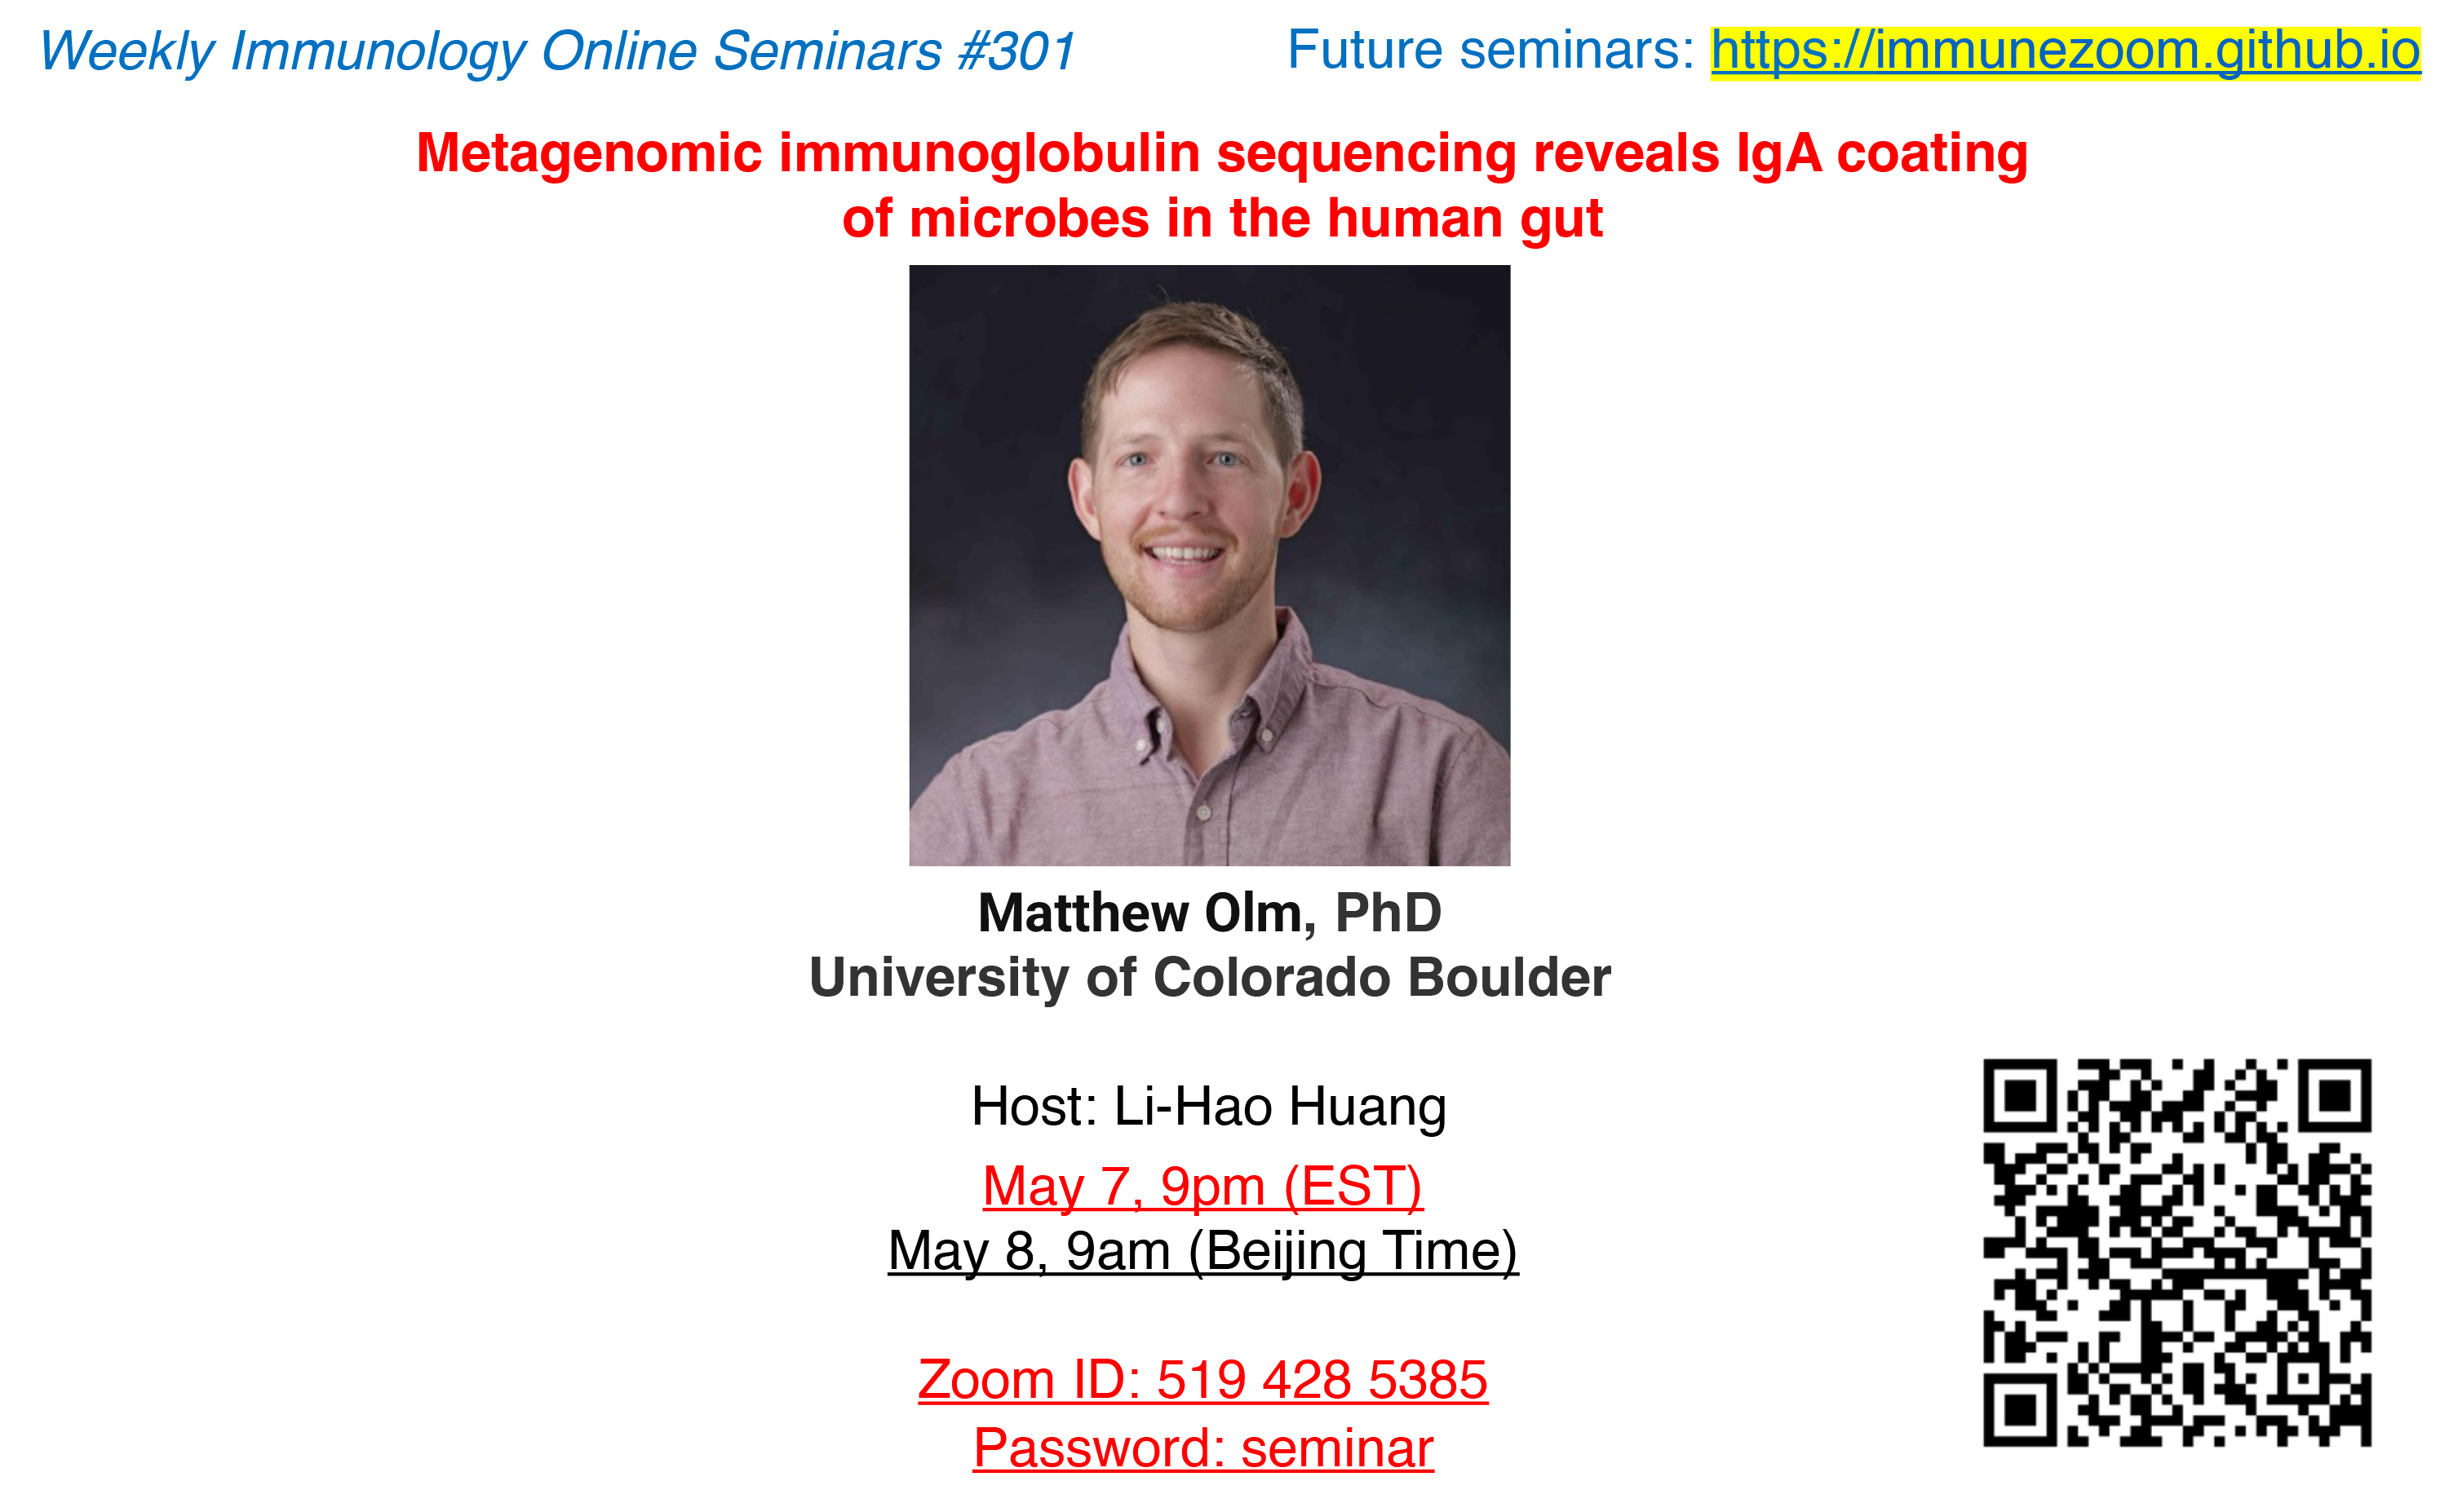 Weekly Immunology Online Seminars #301
Future seminars: https://immunezoom.github.io
Metagenomic immunoglobulin sequencing reveals IgA coating
of microbes in the human gut
Matthew Olm, PhD
University of Colorado Boulder
Host: Li-Hao Huang
May 7, 9pm (EST)
May 8, 9am (Beijing Time)
Zoom ID: 519 428 5385
Password: seminar